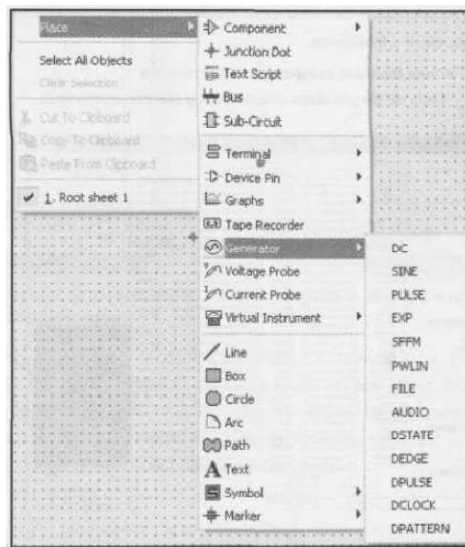 Place
Select All Objects
Clear Selection
Cut To Clipboard
Copy To Clipboard
Paste From Clipboard
1. Root sheet 1
Component
Junction Dot
Text Script
Bus
Sub-Circuit
Terminal
Device Pin
Graphs
Tape Recorder
Generator
Voltage Probe
Current Probe
Virtual Instrument
Line
Box
Circle
Arc
Path
A Text
Symbol
Marker
DC
SINE
PULSE
EXP
SFFM
PWLIN
FILE
AUDIO
DSTATE
DEDGE
DPULSE
DCLOCK
DPATTERN